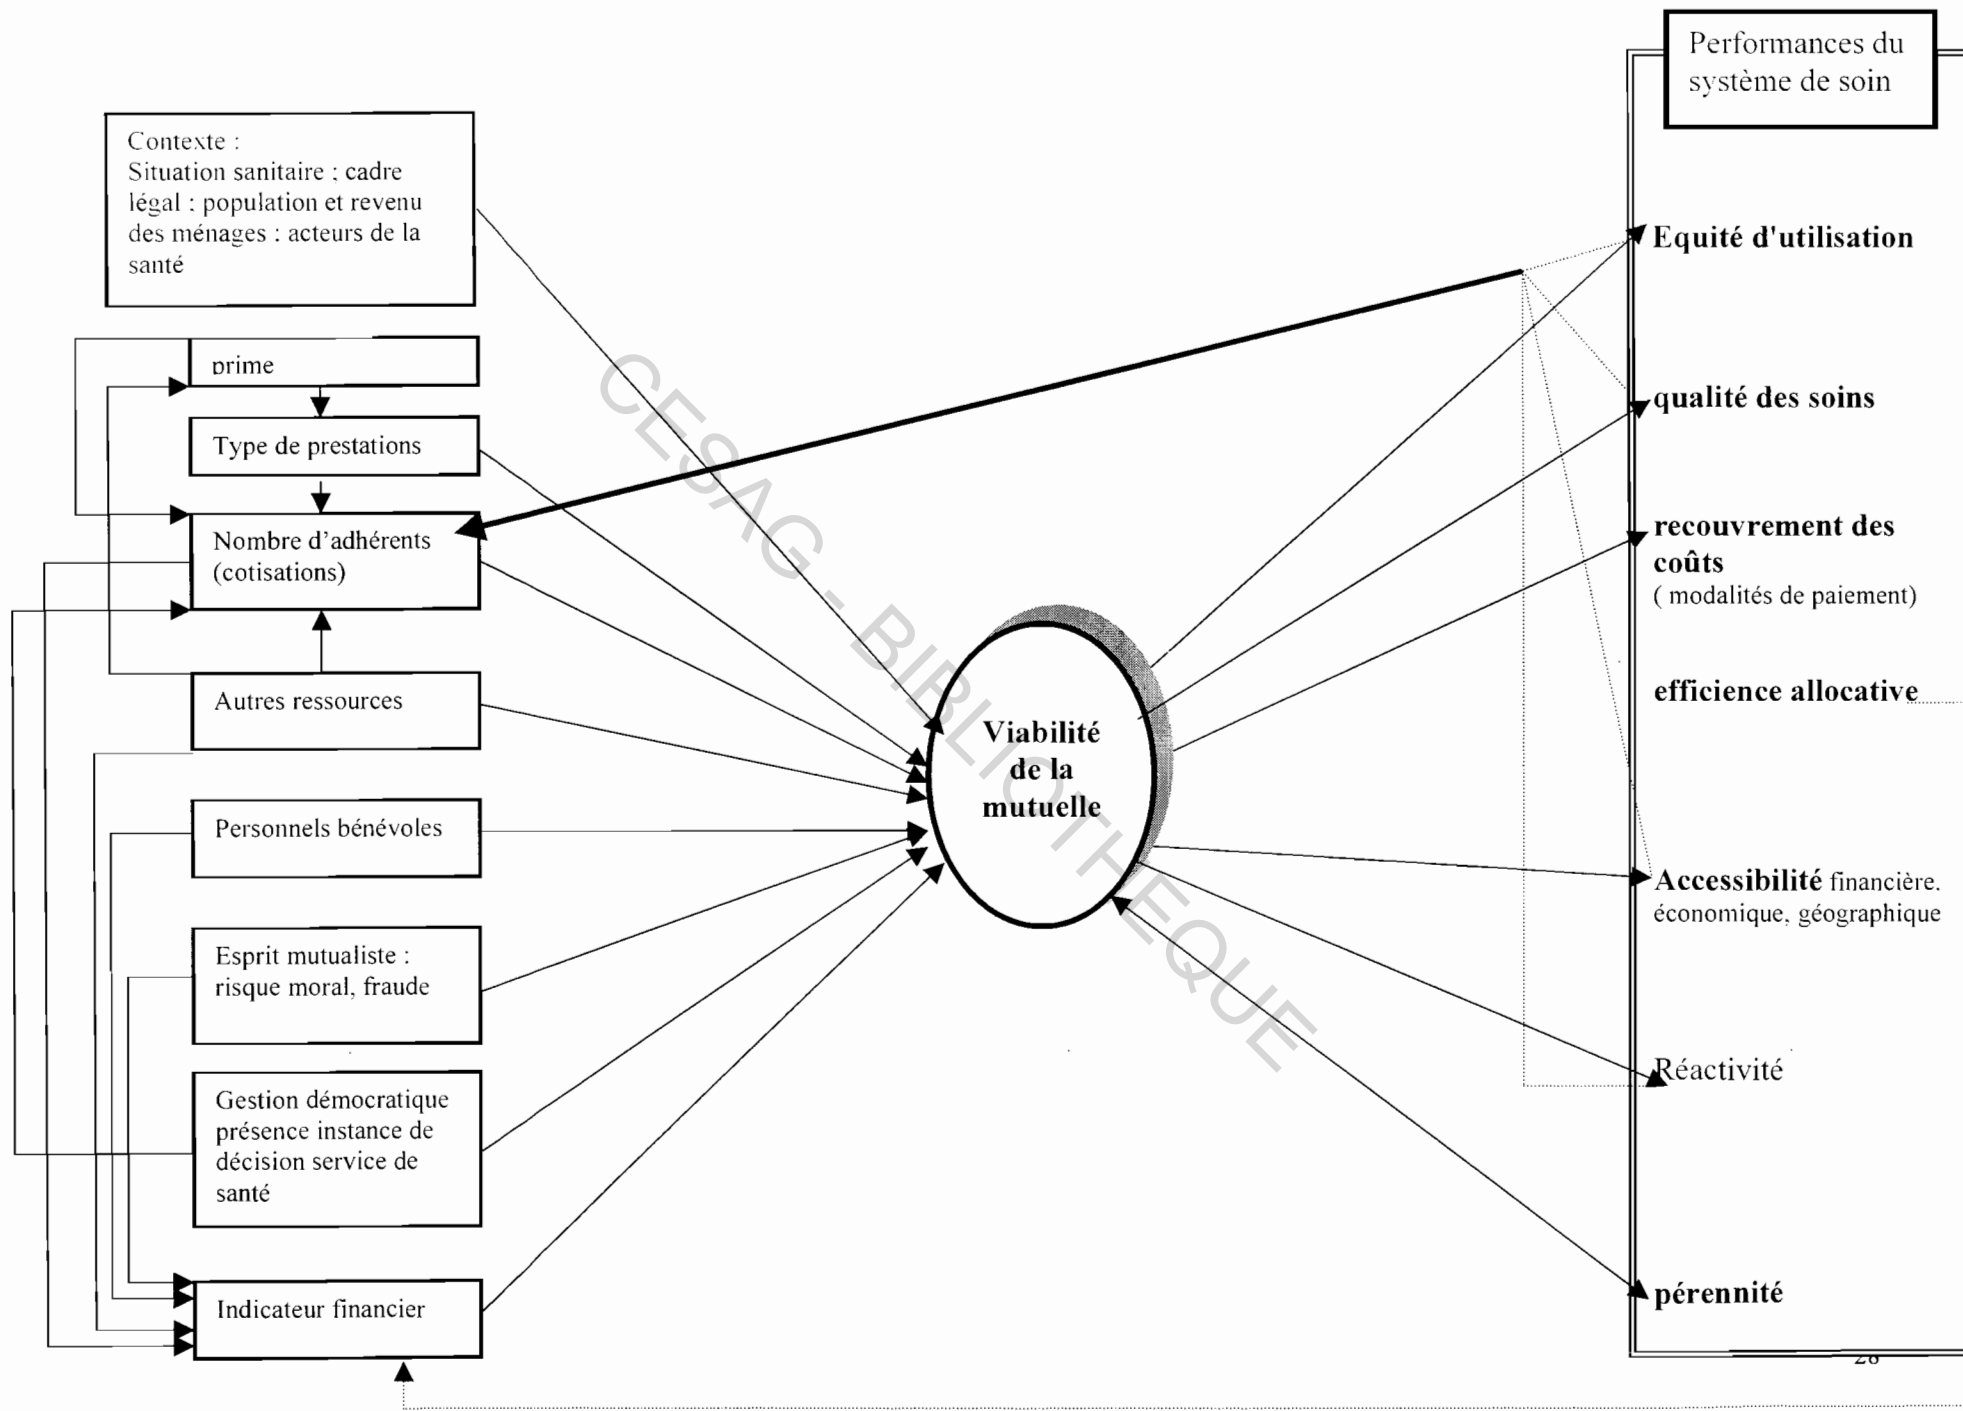 Performances du
système de soin
Contexte :
Situation sanitaire ; cadre
légal : population et revenu
des ménages : acteurs de la
santé
prime
Type de prestations
Nombre d'adhérents
(cotisations)
Autres ressources
Personnels bénévoles
Esprit mutualiste :
risque moral, fraude
Gestion démocratique
présence instance de
décision service de
santé
Indicateur financier
Viabilité
de la
mutuelle
Equité d'utilisation
qualité des soins
recouvrement des
coûts
( modalités de paiement)
efficience allocative
Accessibilité financière.
économique, géographique
Réactivité
pérennité
28
CESAG - BIBLIOTHEQUE